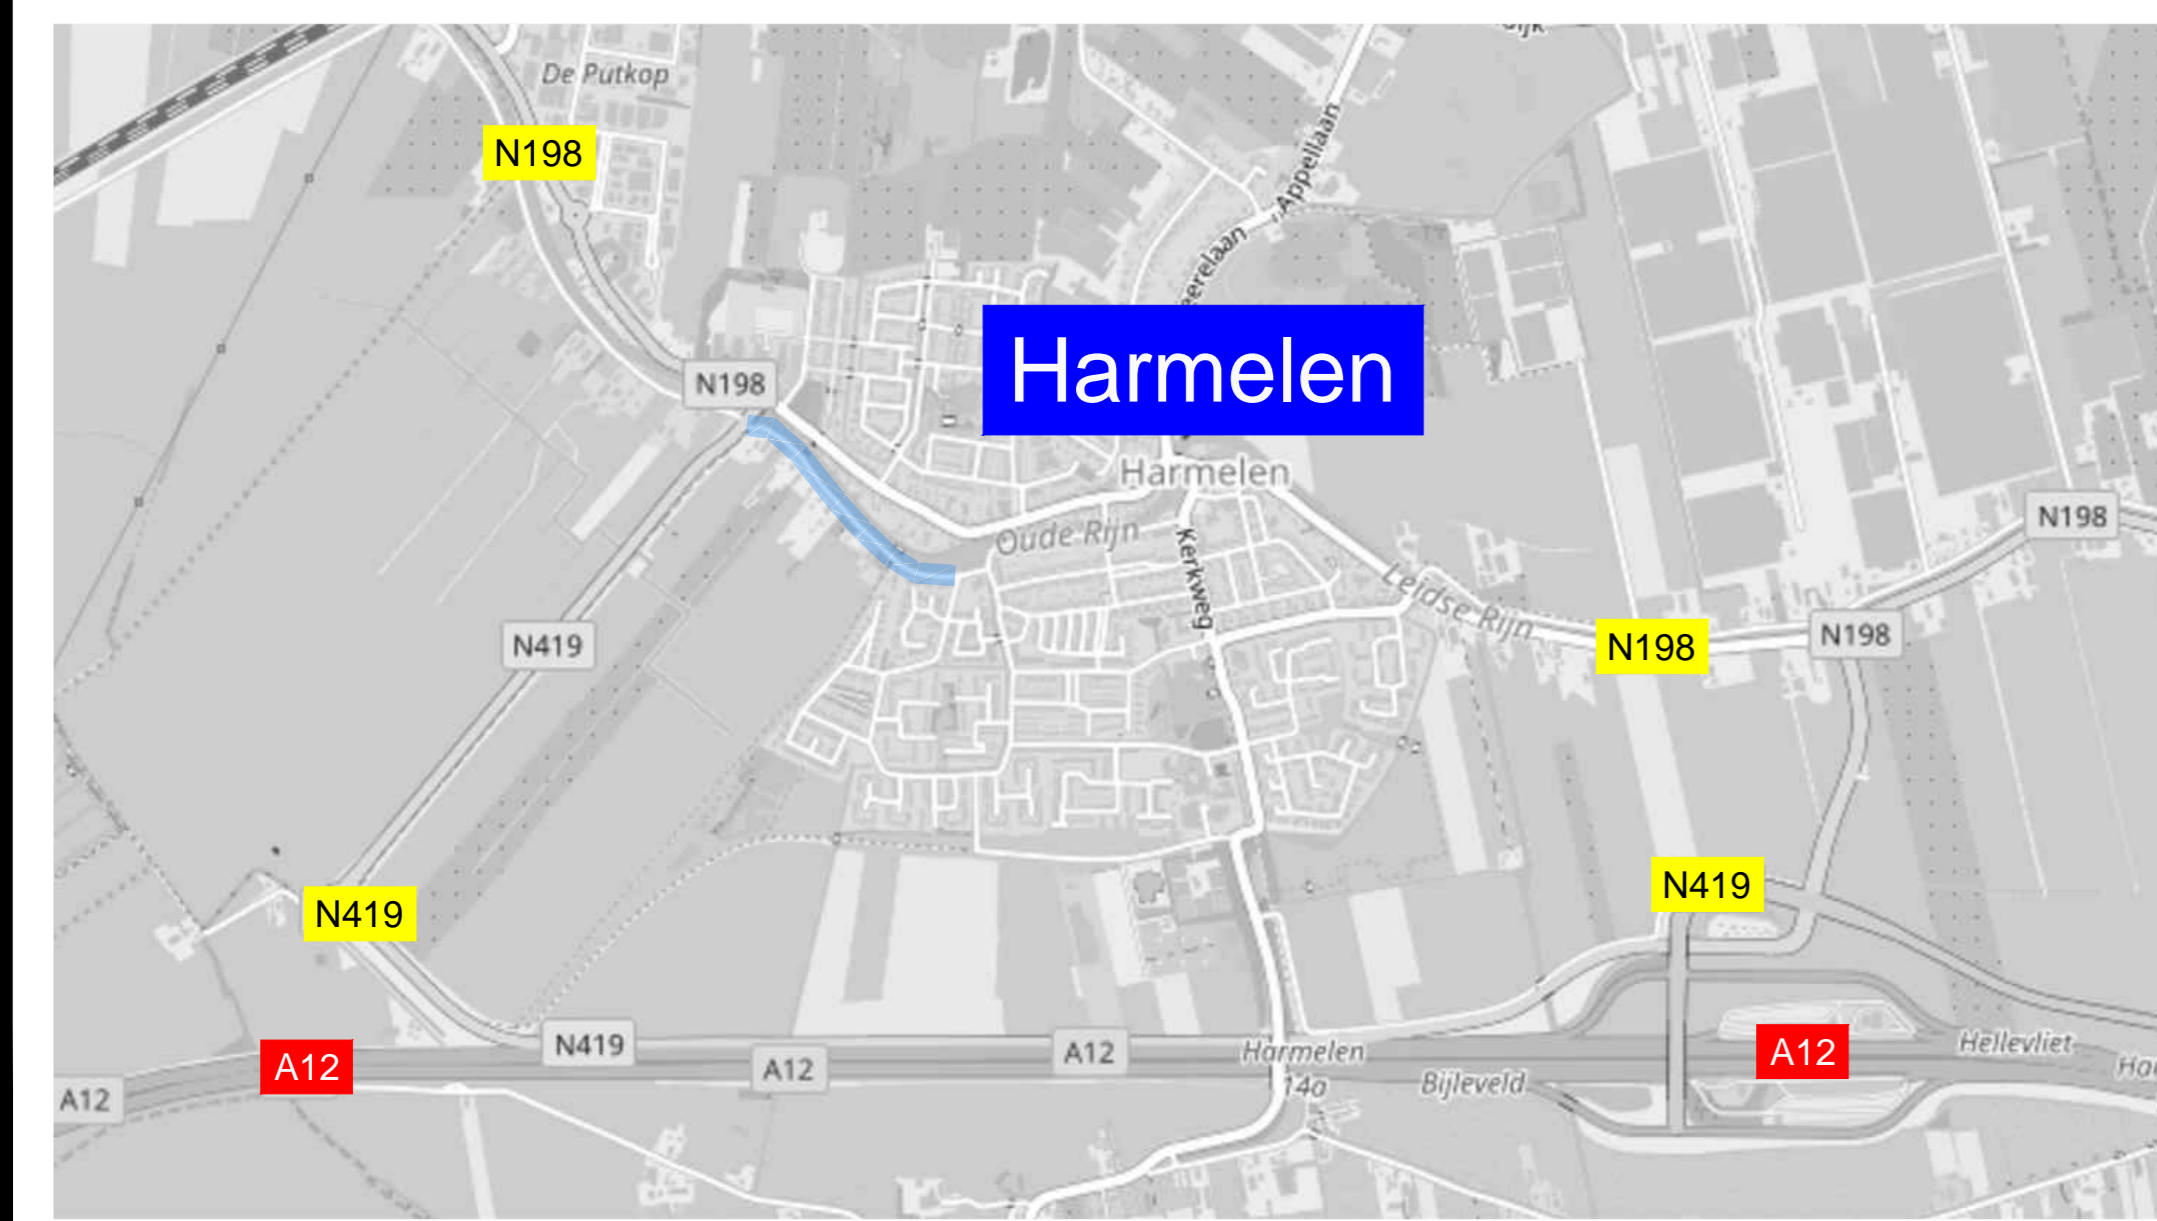 De Putkop
N198
Appellaan
Harmelen
N198
Harmelen
Oude Rijn
Kerkweg
N198
Leidse Rijn
N198
N198
N419
N419
N419
N419
A12
A12
A12
A12
A12
Harmelen
14a
Bijleveld
Hellevliet